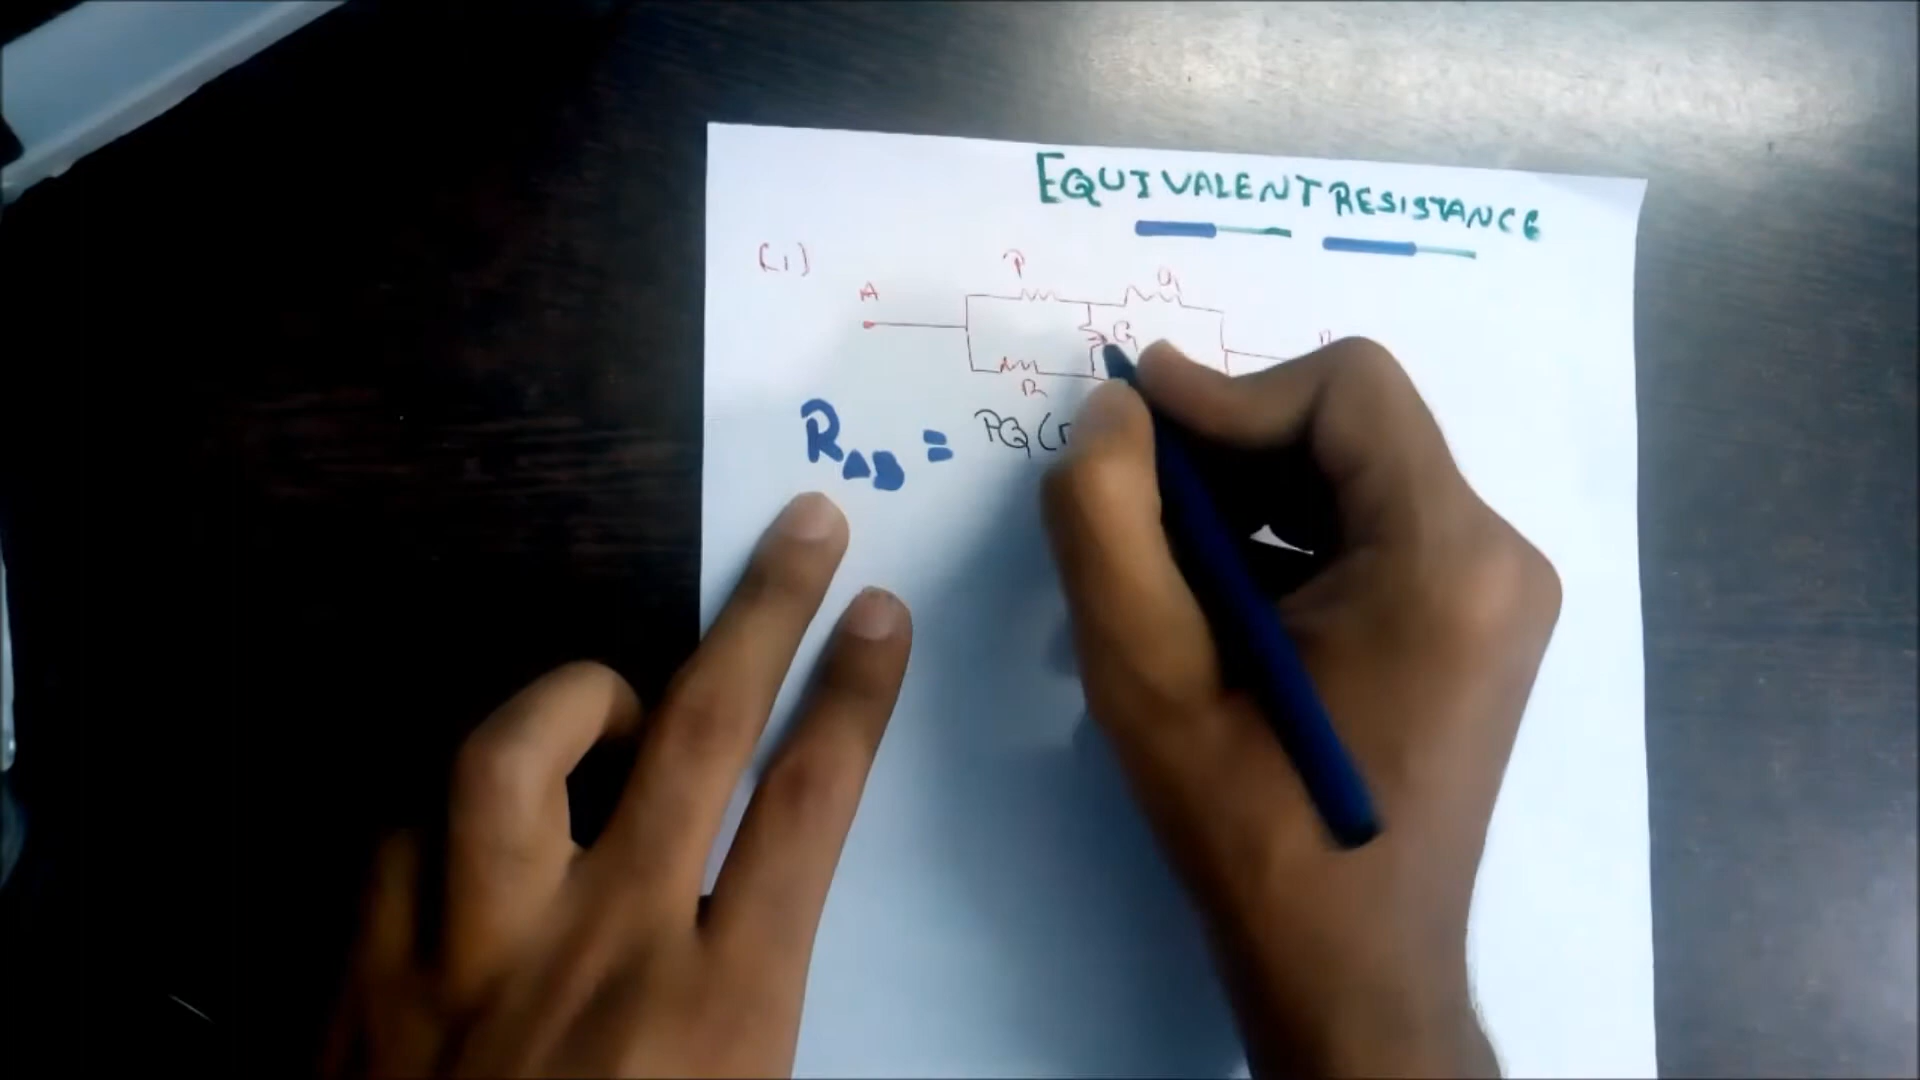 EQUIVALENT RESISTANCE
(1)
A
P
Q
G
R
R_AB = PQ(